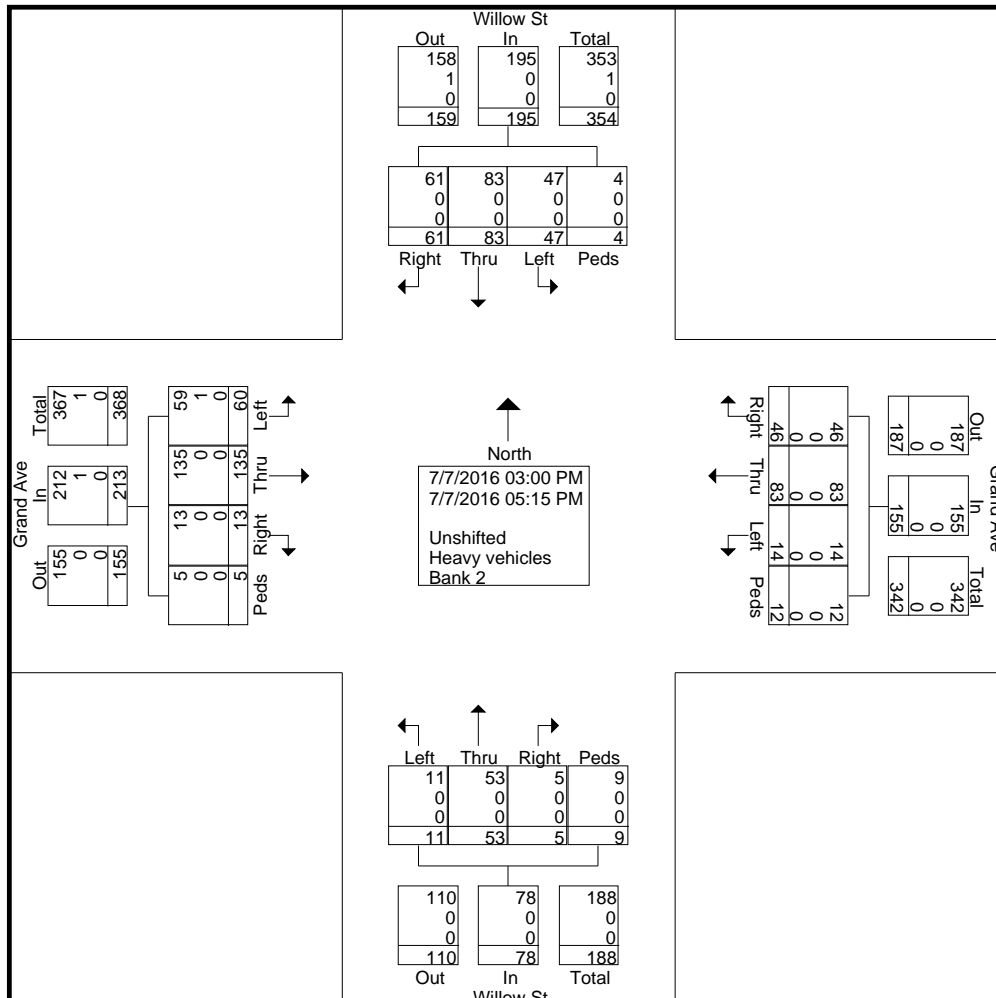 Willow St
Out In Total
158 195 353
1 0 1
0 0 0
159 195 354
61 83 47 4
0 0 0 0
0 0 0 0
61 83 47 4
Right Thru Left Peds
Grand Ave
Total In Out
367 212 155
1 1 0
0 0 0
368 213 155
59 135 13 5
1 0 0 0
0 0 0 0
60 135 13 5
Left Thru Right Peds
North
7/7/2016 03:00 PM
7/7/2016 05:15 PM
Unshifted
Heavy vehicles
Bank 2
Right Thru Left Peds
46 83 14 12
0 0 0 0
0 0 0 0
46 83 14 12
Out In Total
187 155 342
0 0 0
0 0 0
187 155 342
Grand Ave
Left Thru Right Peds
11 53 5 9
0 0 0 0
0 0 0 0
11 53 5 9
110 78 188
0 0 0
0 0 0
110 78 188
Out In Total
Willow St